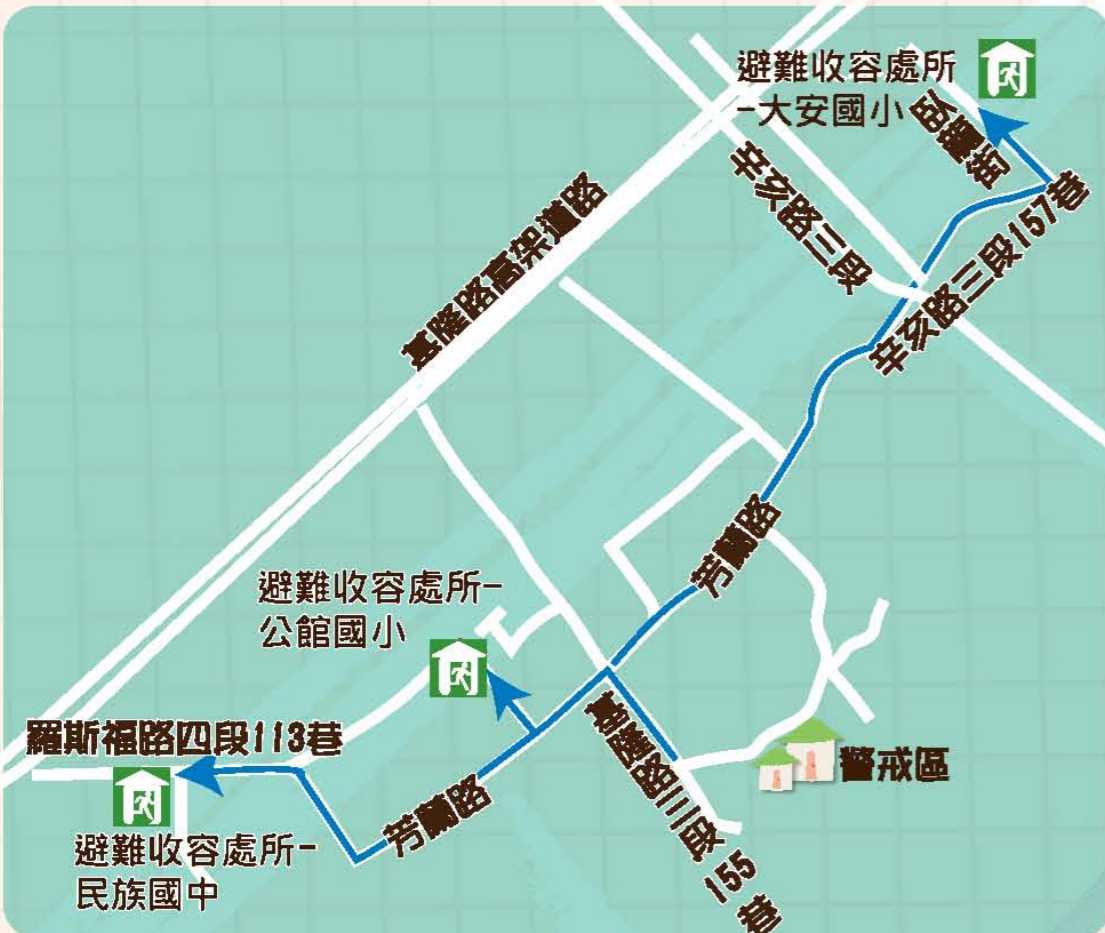 避難收容處所
-大安國小
臥龍街
辛亥路三段
辛亥路三段157巷
基隆路高架道路
芳蘭路
避難收容處所-
公館國小
羅斯福路四段113巷
基隆路三段
155
巷
警戒區
芳蘭路
避難收容處所-
民族國中